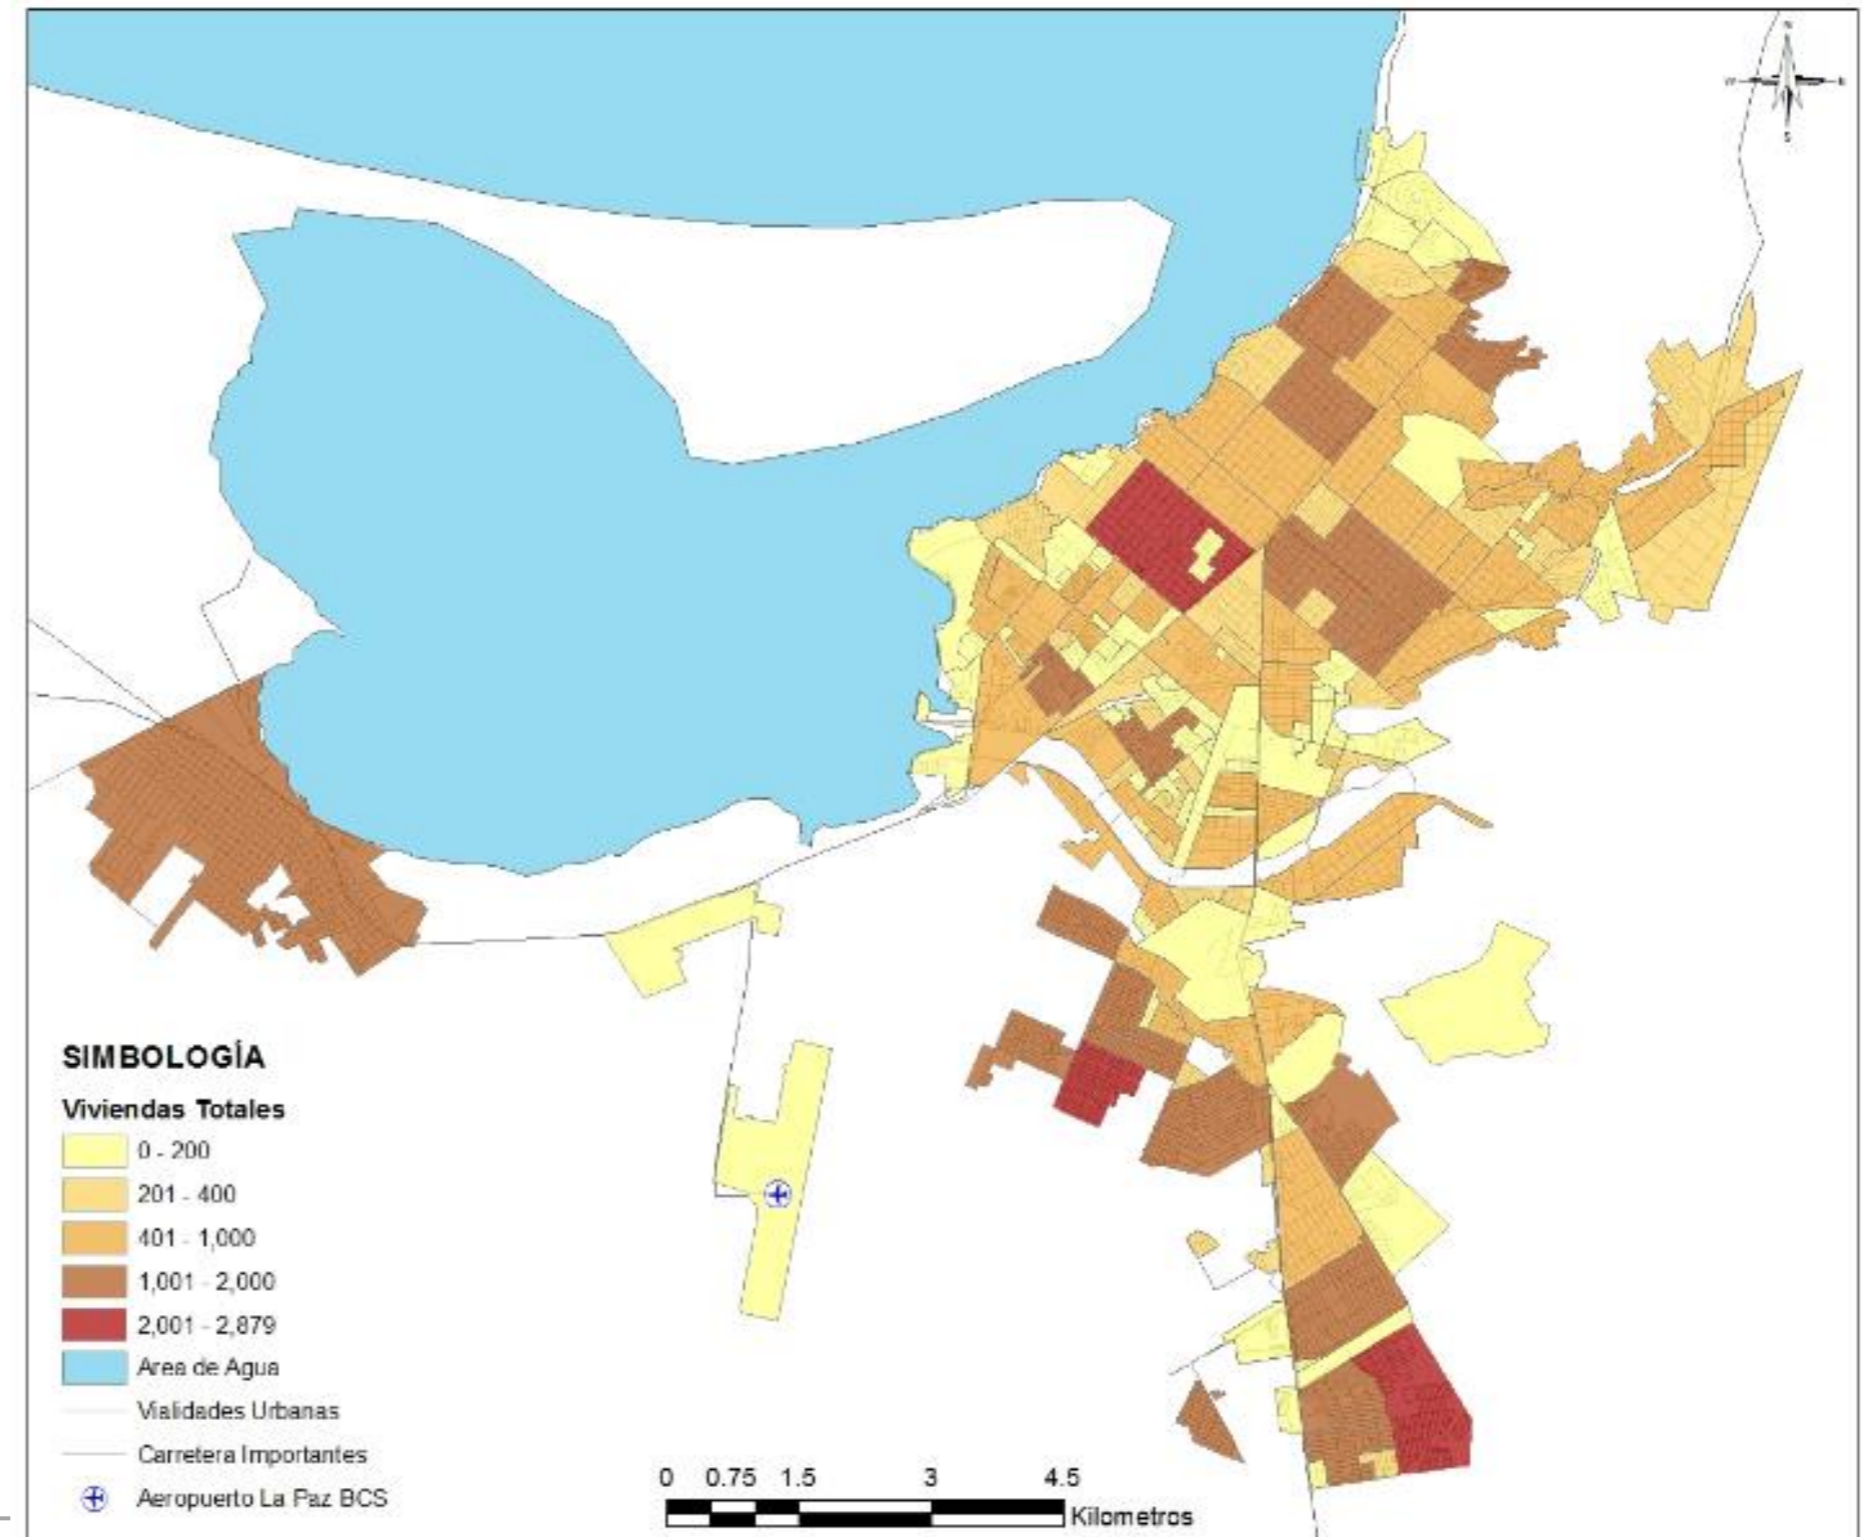 N
W
S
SIMBOLOGÍA
Viviendas Totales
0 - 200
201 - 400
401 - 1,000
1,001 - 2,000
2,001 - 2,879
Area de Agua
Vialidades Urbanas
Carretera Importantes
Aeropuerto La Paz BCS
0 0.75 1.5 3 4.5
Kilometros